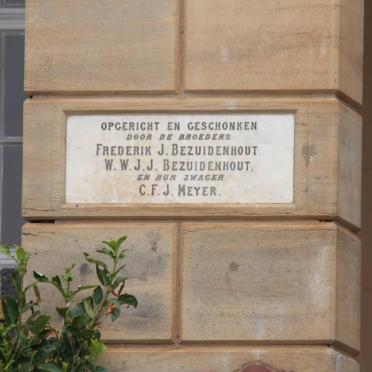 OPGERICHT EN GESCHONKEN
DOOR DE BROEDERS
FREDERIK J. BEZUIDENHOUT
W. W. J. J. BEZUIDENHOUT,
EN HUN ZWAGER
C. F. J. MEYER.